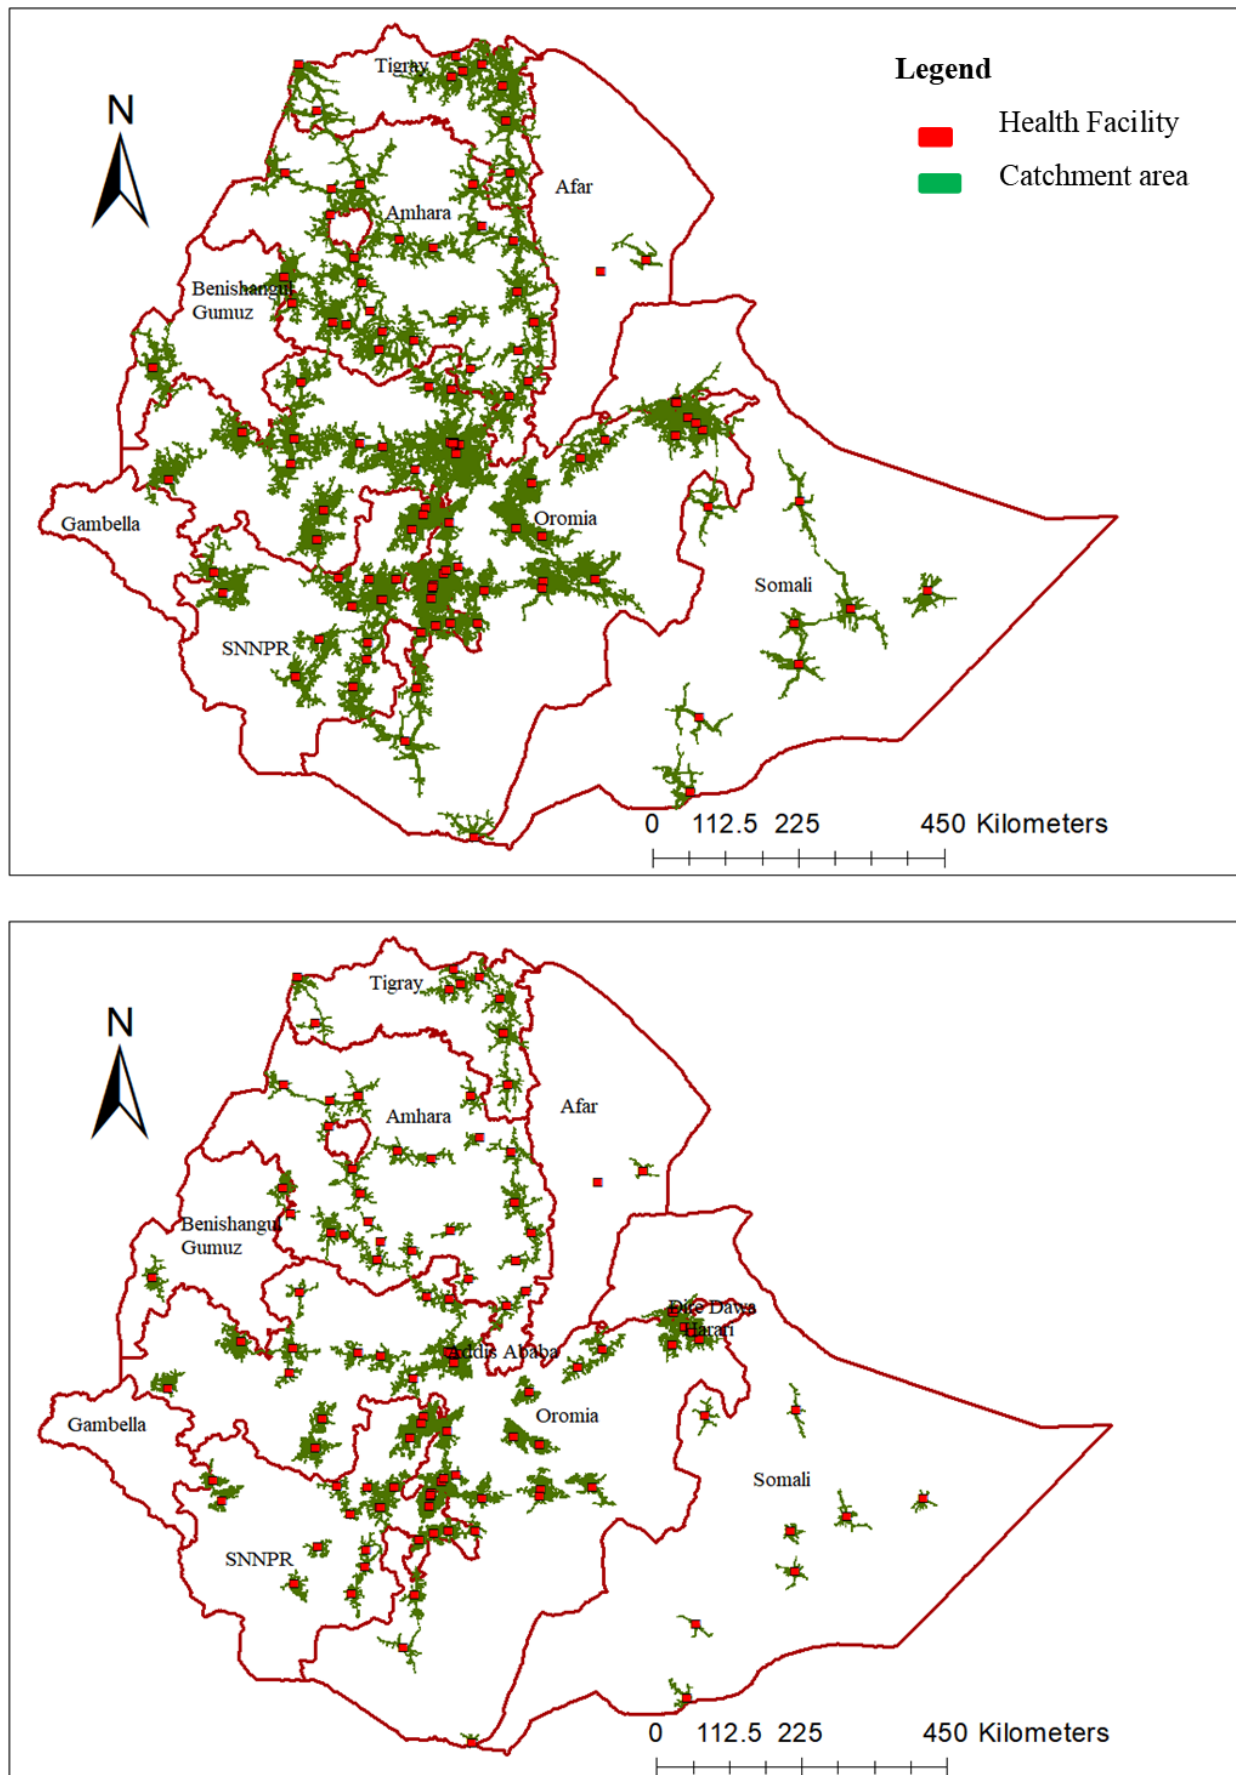 Legend
Health Facility
Catchment area
N
Tigray
Afar
Amhara
Benishangul
Gumuz
Gambella
Oromia
Somali
SNNPR
0 112.5 225 450 Kilometers
N
Tigray
Afar
Amhara
Benishangul
Gumuz
Dire Dawa
Harari
Addis Ababa
Gambella
Oromia
Somali
SNNPR
0 112.5 225 450 Kilometers